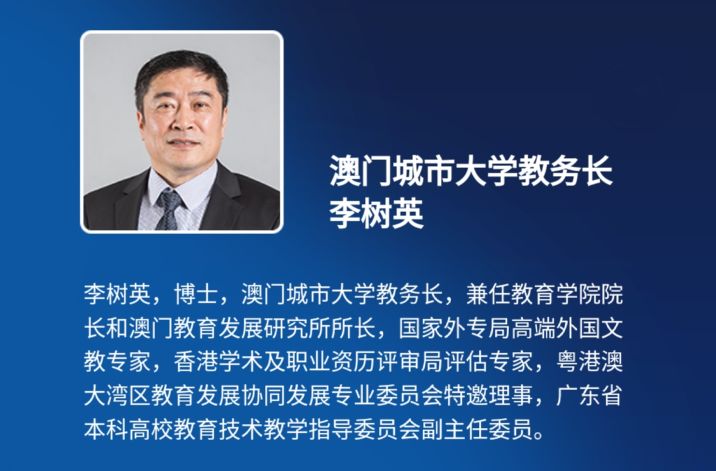 澳门城市大学教务长
李树英
李树英，博士，澳门城市大学教务长，兼任教育学院院
长和澳门教育发展研究所所长，国家外专局高端外国文
教专家，香港学术及职业资历评审局评估专家，粤港澳
大湾区教育发展协同发展专业委员会特邀理事，广东省
本科高校教育技术教学指导委员会副主任委员。